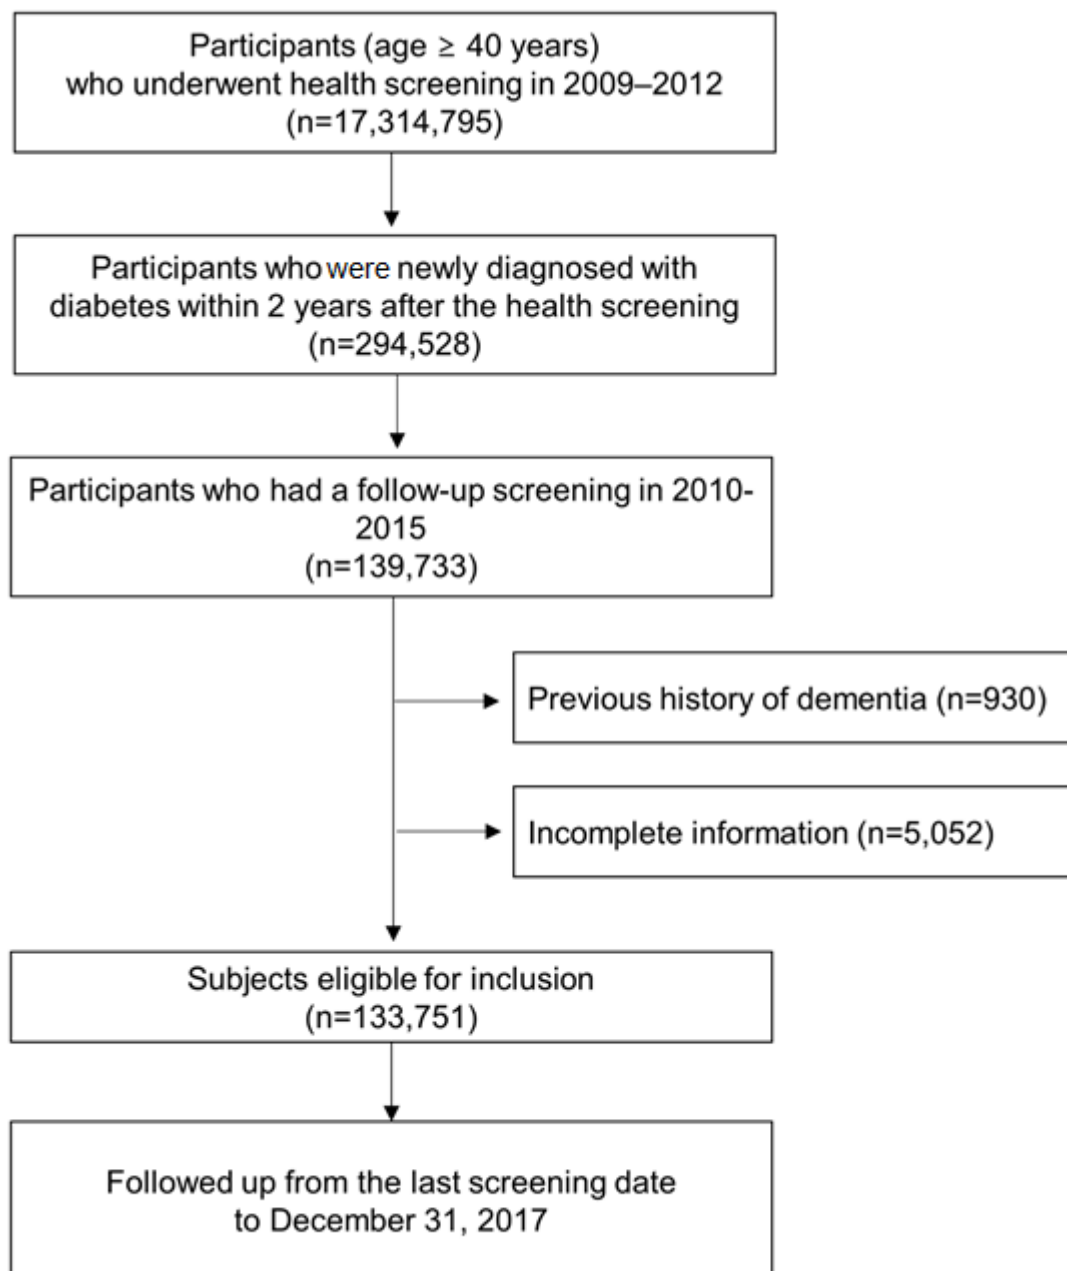 Participants (age ≥ 40 years)
who underwent health screening in 2009–2012
(n=17,314,795)
Participants who were newly diagnosed with
diabetes within 2 years after the health screening
(n=294,528)
Participants who had a follow-up screening in 2010-
2015
(n=139,733)
Previous history of dementia (n=930)
Incomplete information (n=5,052)
Subjects eligible for inclusion
(n=133,751)
Followed up from the last screening date
to December 31, 2017